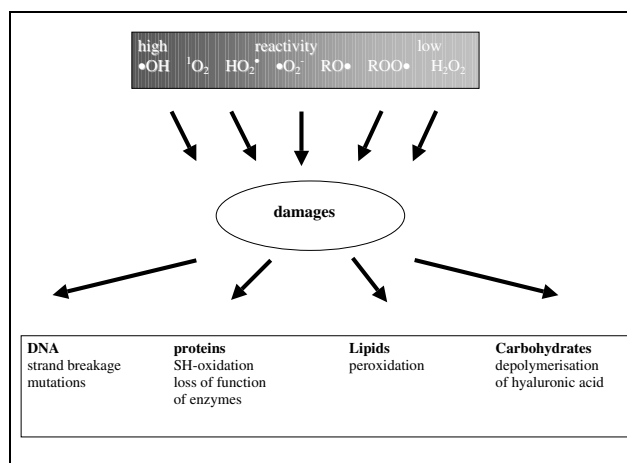 high reactivity low
•OH ¹O₂ HO₂• •O₂⁻ RO• ROO• H₂O₂
damages
DNA proteins Lipids Carbohydrates
strand breakage SH-oxidation peroxidation depolymerisation
mutations loss of function of hyaluronic acid
of enzymes